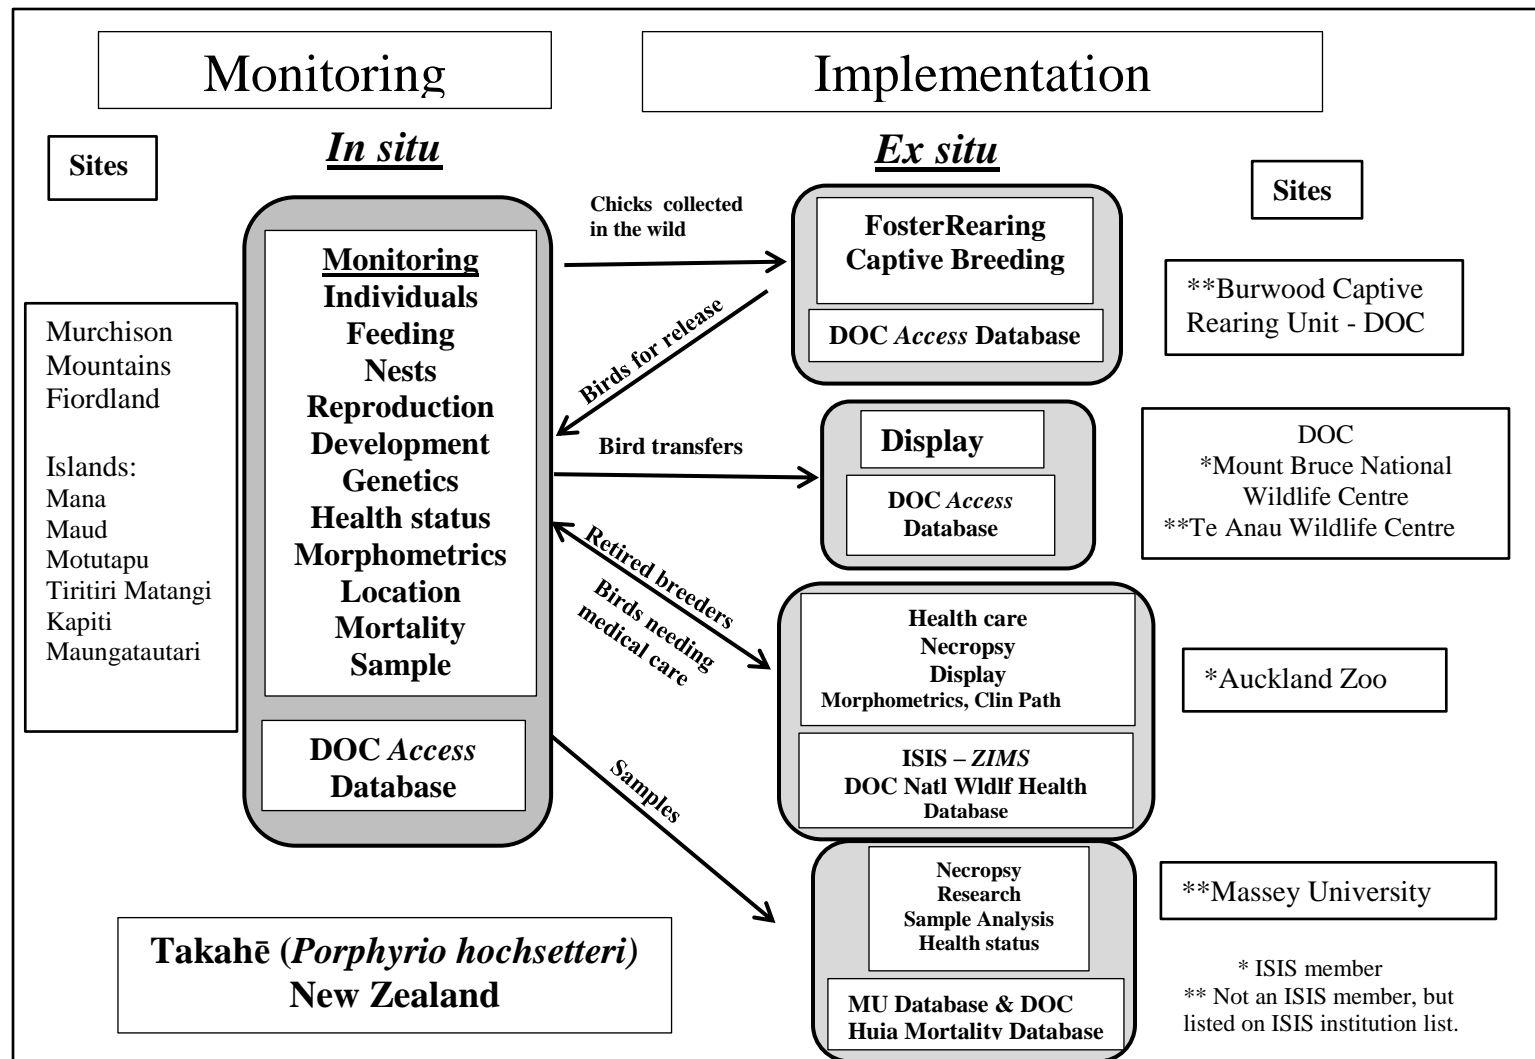 Monitoring
Implementation
Sites
In situ
Ex situ
Sites
Murchison
Mountains
Fiordland
Islands:
Mana
Maud
Motutapu
Tiritiri Matangi
Kapiti
Maungatautari
Monitoring
Individuals
Feeding
Nests
Reproduction
Development
Genetics
Health status
Morphometrics
Location
Mortality
Sample
DOC Access
Database
Chicks collected
in the wild
Birds for release
Bird transfers
Retired breeders
Birds needing
medical care
Samples
FosterRearing
Captive Breeding
DOC Access Database
**Burwood Captive
Rearing Unit - DOC
Display
DOC Access
Database
DOC
*Mount Bruce National
Wildlife Centre
**Te Anau Wildlife Centre
Health care
Necropsy
Display
Morphometrics, Clin Path
ISIS – ZIMS
DOC Natl Wldlf Health
Database
*Auckland Zoo
Necropsy
Research
Sample Analysis
Health status
MU Database & DOC
Huia Mortality Database
**Massey University
Takahē (Porphyrio hochsetteri)
New Zealand
* ISIS member
** Not an ISIS member, but
listed on ISIS institution list.